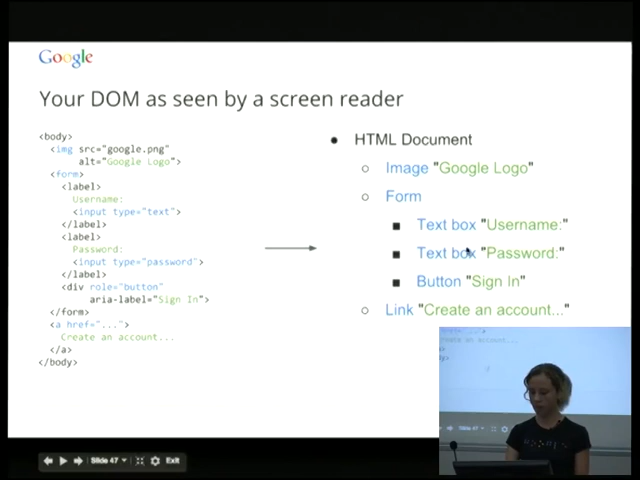 Google
Your DOM as seen by a screen reader
<body>
<img src="google.png"
alt="Google Logo">
<form>
<label>
Username:
<input type="text">
</label>
<label>
Password:
<input type="password">
</label>
<div role="button"
aria-label="Sign In">
</form>
<a href="...">
Create an account...
</a>
</body>
● HTML Document
○ Image "Google Logo"
○ Form
■ Text box "Username:"
■ Text box "Password:"
■ Button "Sign In"
○ Link "Create an account..."
Slide 47
Exit